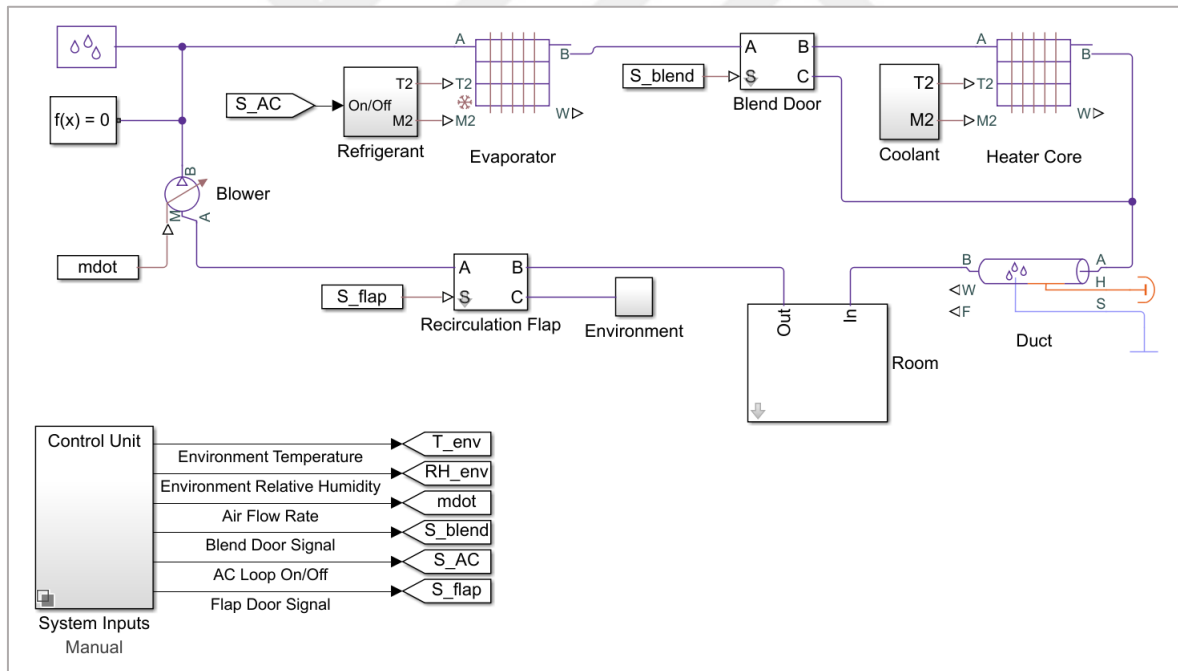 A
B
A
B
A
B
S_blend
S
C
T2
T2
T2
T2
S_AC
On/Off
Blend Door
M2
M2
W
M2
M2
W
f(x) = 0
Refrigerant
Evaporator
Coolant
Heater Core
B
Blower
M
A
mdot
A
B
B
A
S_flap
S
C
W
H
Recirculation Flap
Environment
Out
In
F
S
Duct
Room
Control Unit
T_env
Environment Temperature
RH_env
Environment Relative Humidity
mdot
Air Flow Rate
S_blend
Blend Door Signal
S_AC
AC Loop On/Off
S_flap
Flap Door Signal
System Inputs
Manual